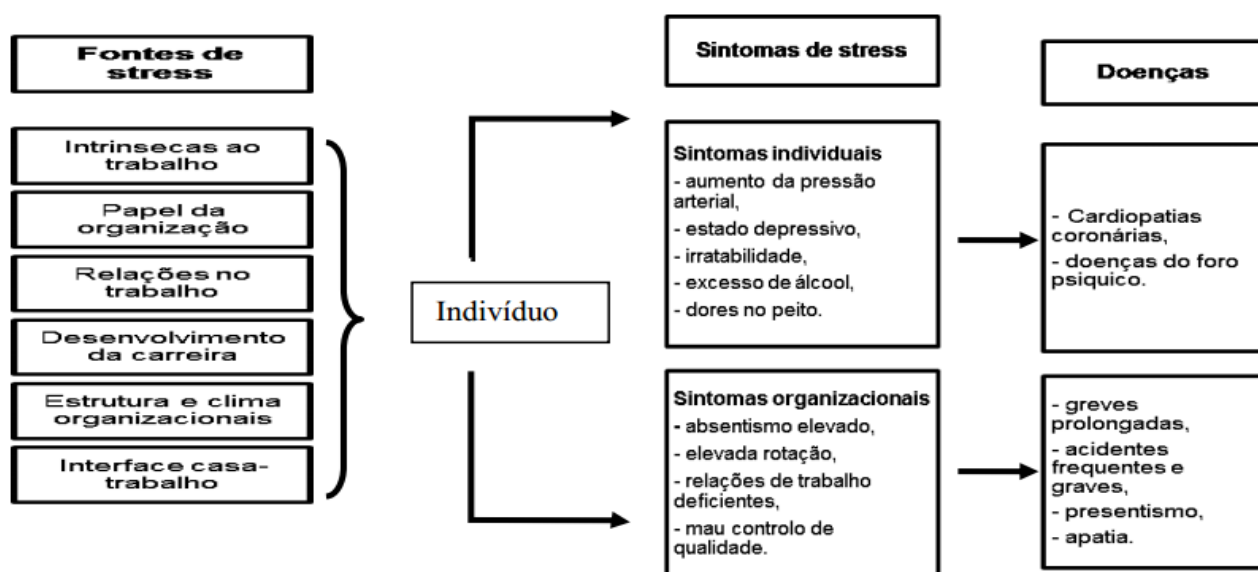 Fontes de
stress
Intrinsecas ao
trabalho
Papel da
organização
Relações no
trabalho
Desenvolvimento
da carreira
Estrutura e clima
organizacionais
Interface casa-
trabalho
Indivíduo
Sintomas de stress
Sintomas individuais
- aumento da pressão
arterial,
- estado depressivo,
- irratabilidade,
- excesso de álcool,
- dores no peito.
Sintomas organizacionais
- absentismo elevado,
- elevada rotação,
- relações de trabalho
deficientes,
- mau controlo de
qualidade.
Doenças
- Cardiopatias
coronárias,
- doenças do foro
psiquico.
- greves
prolongadas,
- acidentes
frequentes e
graves,
- presentismo,
- apatia.